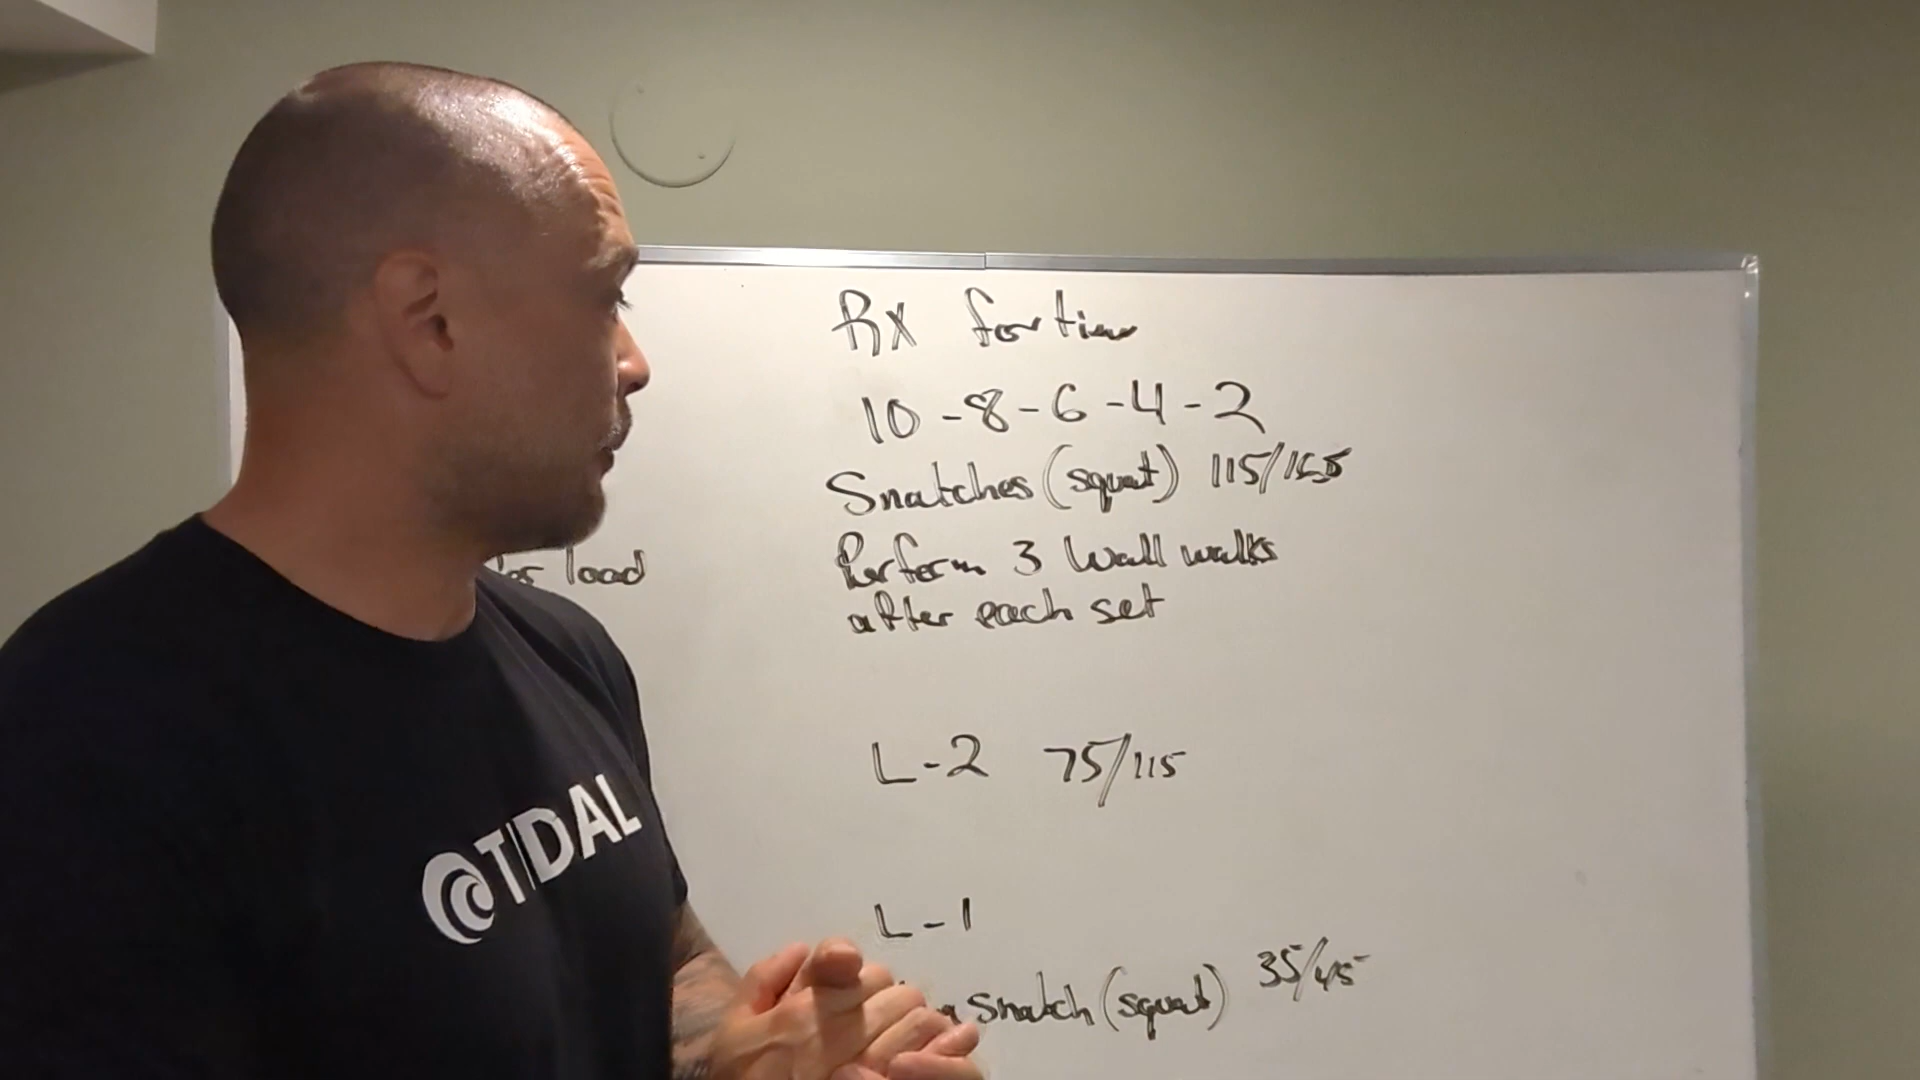 RX for time
10-8-6-4-2
Snatches (squat) 115/165
Perform 3 wall walks
after each set
for load
L-2 75/115
L-1
snatch (squat) 35/45
TIDAL